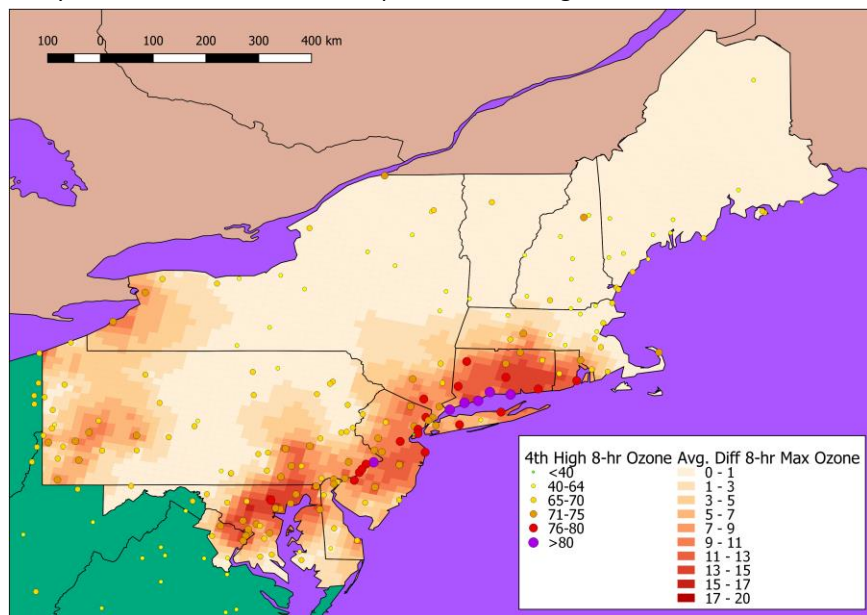 100 0 100 200 300 400 km
4th High 8-hr Ozone
<40
40-64
65-70
71-75
76-80
>80
Avg. Diff 8-hr Max Ozone
0 - 1
1 - 3
3 - 5
5 - 7
7 - 9
9 - 11
11 - 13
13 - 15
15 - 17
17 - 20